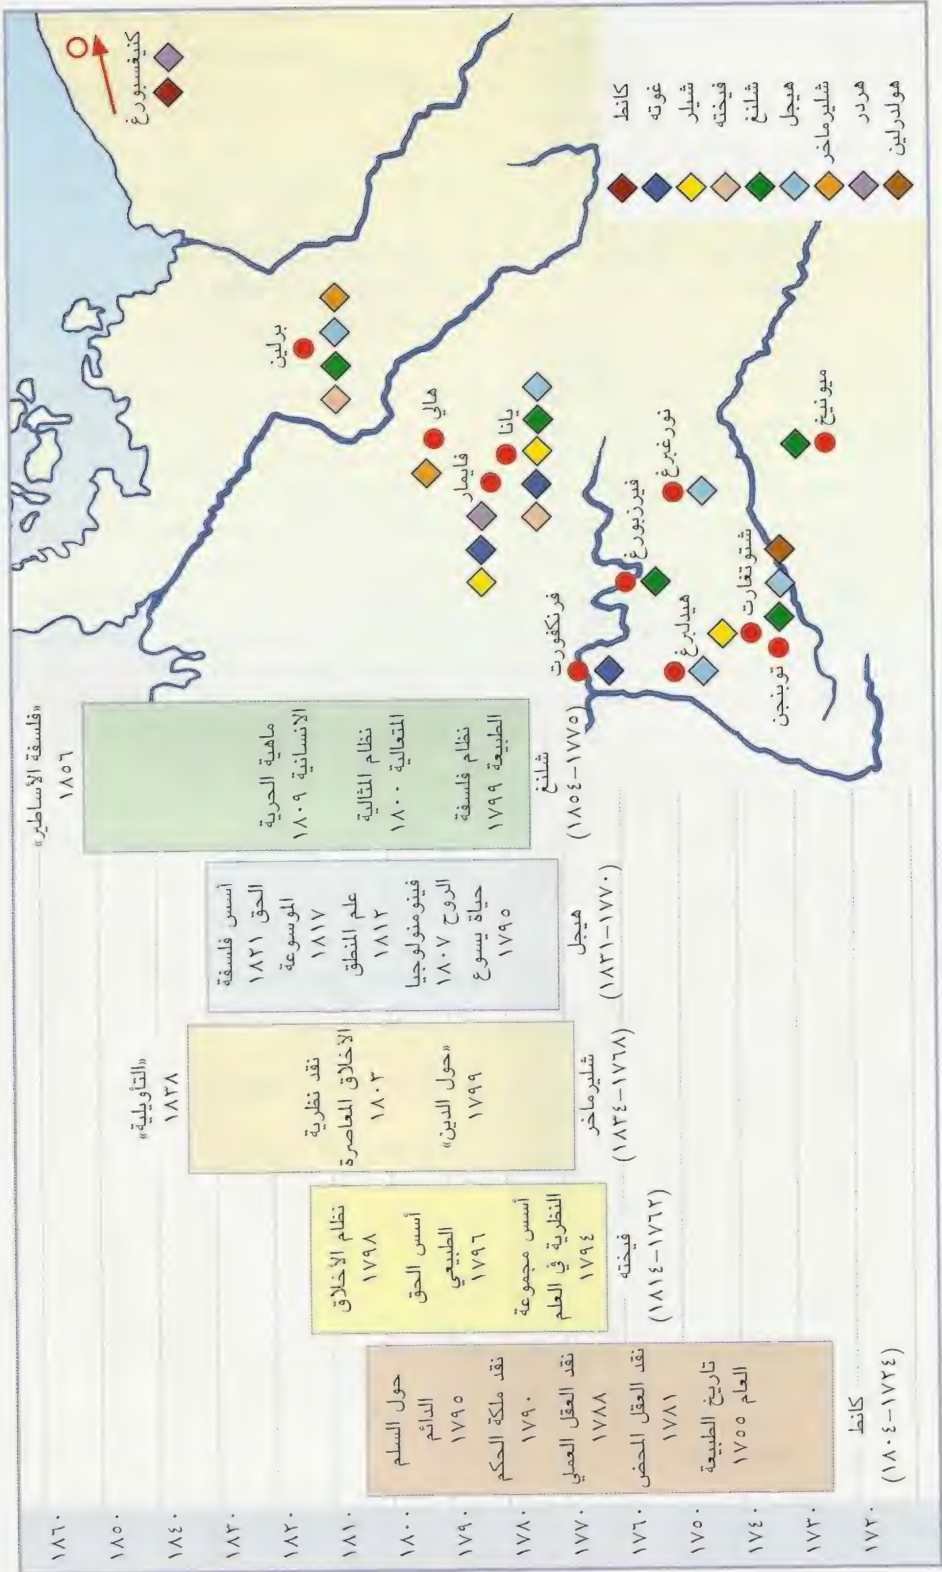 ١٨٦٠
١٨٥٠
١٨٤٠
١٨٣٠
١٨٢٠
١٨١٠
١٨٠٠
١٧٩٠
١٧٨٠
١٧٧٠
١٧٦٠
١٧٥٠
١٧٤٠
١٧٣٠
١٧٢٠
حول السلم
الدائم
١٧٩٥
نقد ملكة الحكم
١٧٩٠
نقد العقل العملي
١٧٨٨
نقد العقل المحض
١٧٨١
تاريخ الطبيعة
العام ١٧٥٥
كانط
(١٧٢٤–١٨٠٤)
نظام الأخلاق
١٧٩٨
أسس الحق
الطبيعي
١٧٩٦
أسس مجموعة
النظرية في العلم
١٧٩٤
فيخته
(١٧٦٢–١٨١٤)
«التأويلية»
١٨٣٨
نقد نظرية
الأخلاق المعاصرة
١٨٠٣
«حول الدين»
١٧٩٩
شليرماخر
(١٧٦٨–١٨٣٤)
أسس فلسفة
الحق ١٨٢١
الموسوعة
١٨١٧
علم المنطق
١٨١٢
فينومنولوجيا
الروح ١٨٠٧
حياة يسوع
١٧٩٥
هيجل
(١٧٧٠–١٨٣١)
«فلسفة الأساطير»
١٨٥٦
ماهية الحرية
الانسانية ١٨٠٩
نظام المثالية
المتعالية ١٨٠٠
نظام فلسفة
الطبيعة ١٧٩٩
شلنغ
(١٧٧٥–١٨٥٤)
كنيغسبورغ
برلين
هالي
فايمار
يانا
فرنكفورت
فيرزبورغ
نورغبرغ
هيدلبرغ
شتوتغارت
توبنجن
ميونيخ
كانط
غوته
شيلر
فيخته
شلنغ
هيجل
شليرماخر
هردر
هولدرلين